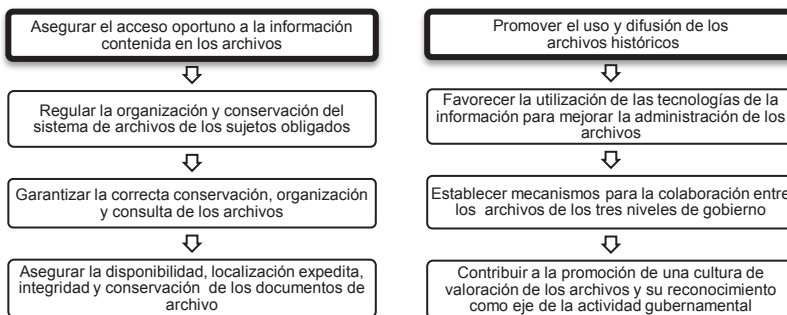 Asegurar el acceso oportuno a la información
contenida en los archivos
Regular la organización y conservación del
sistema de archivos de los sujetos obligados
Garantizar la correcta conservación, organización
y consulta de los archivos
Asegurar la disponibilidad, localización expedita,
integridad y conservación de los documentos de
archivo
Promover el uso y difusión de los
archivos históricos
Favorecer la utilización de las tecnologías de la
información para mejorar la administración de los
archivos
Establecer mecanismos para la colaboración entre
los archivos de los tres niveles de gobierno
Contribuir a la promoción de una cultura de
valoración de los archivos y su reconocimiento
como eje de la actividad gubernamental